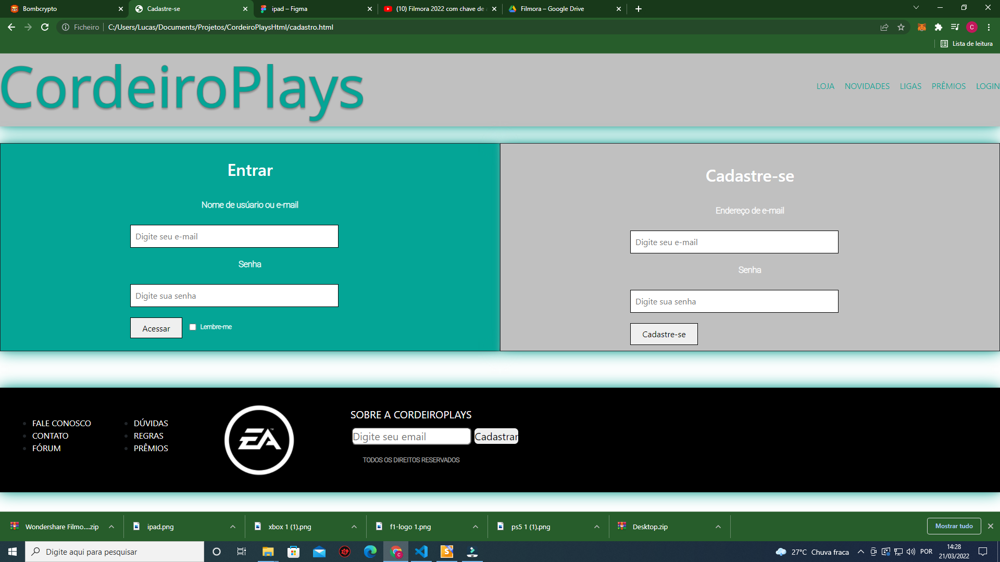 Bombcrypto
Cadastre-se
ipad – Figma
(10) Filmora 2022 com chave de
Filmora – Google Drive
Ficheiro
C:/Users/Lucas/Documents/Projetos/CordeiroPlaysHtml/cadastro.html
C
Lista de leitura
CordeiroPlays
LOJA NOVIDADES LIGAS PRÊMIOS LOGIN
Entrar
Nome de usúario ou e-mail
Digite seu e-mail
Senha
Digite sua senha
Acessar
Lembre-me
Cadastre-se
Endereço de e-mail
Digite seu e-mail
Senha
Digite sua senha
Cadastre-se
FALE CONOSCO
CONTATO
FÓRUM
DÚVIDAS
REGRAS
PRÊMIOS
EA
SOBRE A CORDEIROPLAYS
Digite seu email
Cadastrar
TODOS OS DIREITOS RESERVADOS
Wondershare Filmo....zip
ipad.png
xbox 1 (1).png
f1-logo 1.png
ps5 1 (1).png
Desktop.zip
Mostrar tudo
Digite aqui para pesquisar
27°C Chuva fraca
POR
14:28
21/03/2022